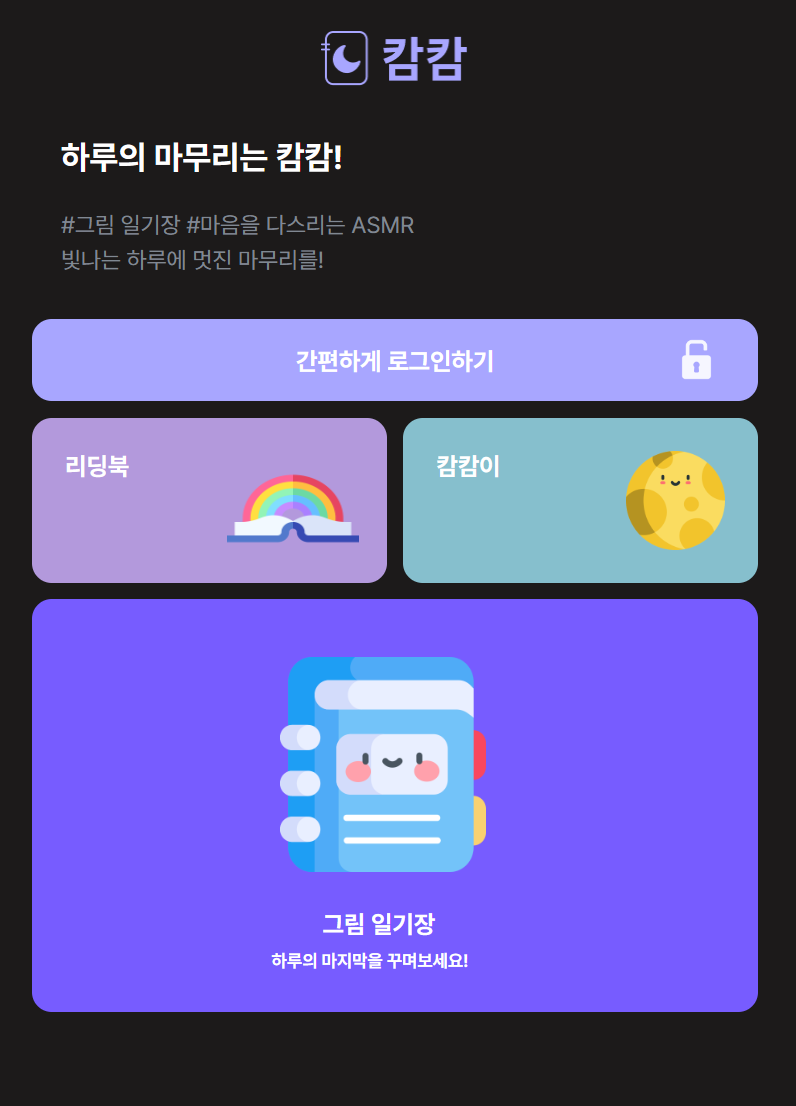 캄캄
하루의 마무리는 캄캄!
#그림 일기장 #마음을 다스리는 ASMR
빛나는 하루에 멋진 마무리를!
간편하게 로그인하기
리딩북
캄캄이
그림 일기장
하루의 마지막을 꾸며보세요!